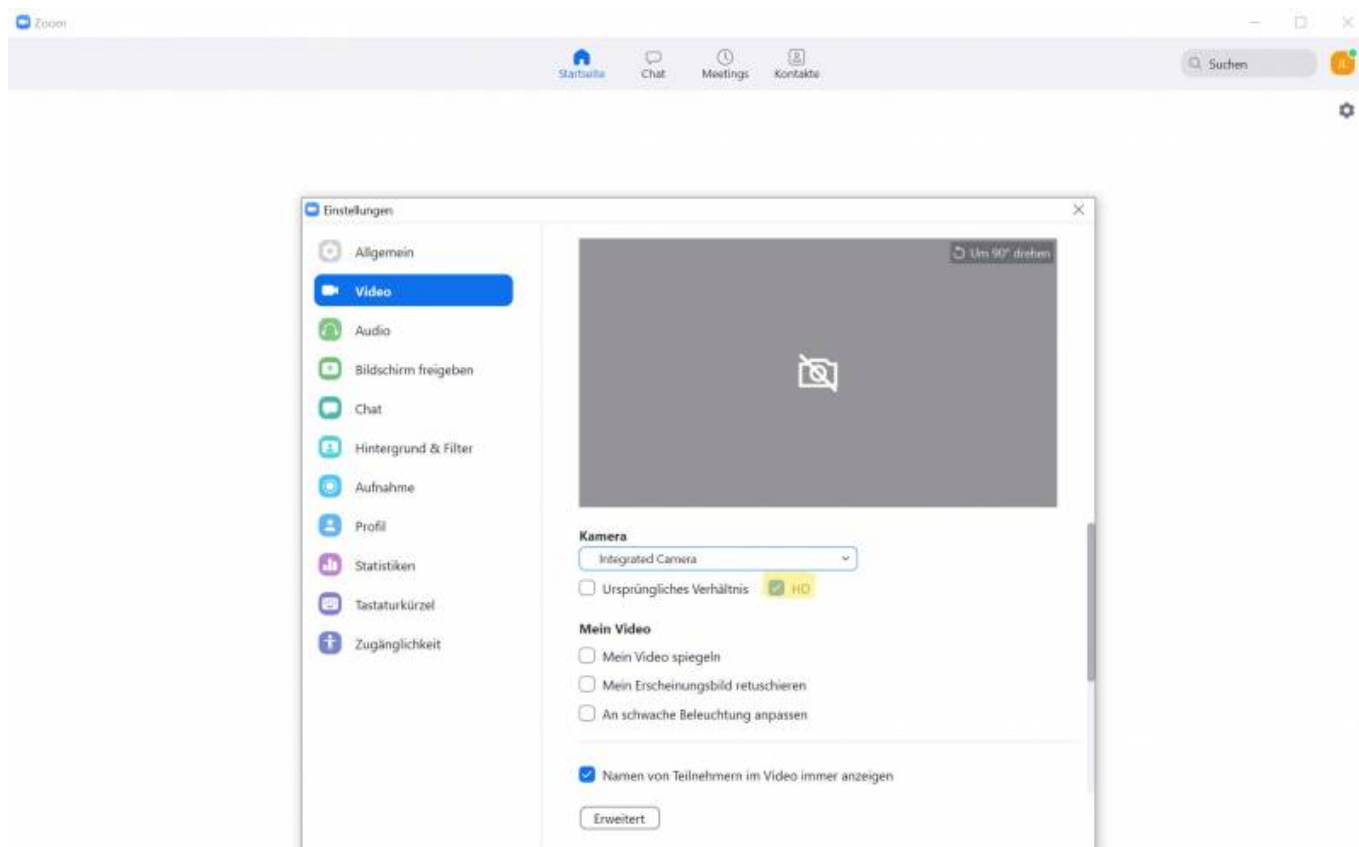 Zoom
Startseite Chat Meetings Kontakte
Suchen
JL
Einstellungen
Allgemein
Video
Audio
Bildschirm freigeben
Chat
Hintergrund & Filter
Aufnahme
Profil
Statistiken
Tastaturkürzel
Zugänglichkeit
Um 90° drehen
Kamera
Integrated Camera
Ursprüngliches Verhältnis HD
Mein Video
Mein Video spiegeln
Mein Erscheinungsbild retuschieren
An schwache Beleuchtung anpassen
Namen von Teilnehmern im Video immer anzeigen
Erweitert